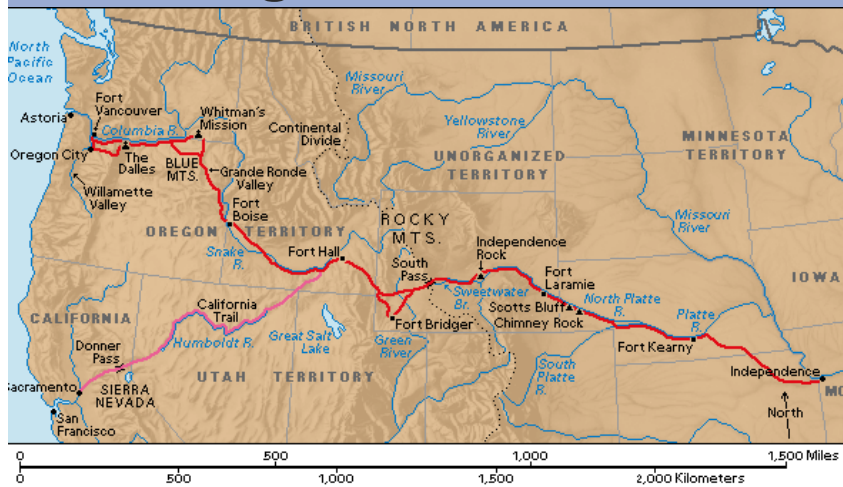 BRITISH NORTH AMERICA
North
Pacific
Ocean
Missouri
River
Fort
Vancouver
Whitman's
Mission
Astoria
Columbia R.
Continental
Divide
Yellowstone
River
MINNESOTA
TERRITORY
Oregon City
The
Dalles
BLUE
MTS.
Grande Ronde
Valley
UNORGANIZED
TERRITORY
Willamette
Valley
Fort
Boise
OREGON TERRITORY
ROCKY
MTS.
Missouri
River
Snake
R.
Fort Hall
South
Pass
Independence
Rock
Fort
Laramie
IOWA
Sweetwater
Br.
Scotts Bluff
Chimney Rock
North Platte
R.
Platte
R.
California
Trail
CALIFORNIA
Humboldt R.
Great Salt
Lake
Fort Bridger
Green
River
Fort Kearny
Donner
Pass
South
Platte
R.
UTAH TERRITORY
Independence
Sacramento
SIERRA
NEVADA
MO
San
Francisco
North
0 500 1,000 1,500 Miles
0 500 1,000 1,500 2,000 Kilometers